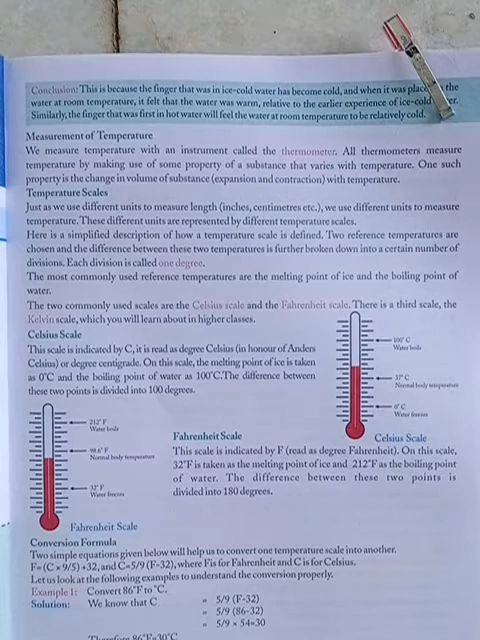 Conclusion: This is because the finger that was in ice-cold water has become cold, and when it was the
water at room temperature, it felt that the water was warm, relative to the earlier experience of ice-cold
Similarly, the finger that was first in hot water will feel the water at room temperature to be relatively cold.
Measurement of Temperature
We measure temperature with an instrument called the thermometer. All thermometers measure
temperature by making use of some property of a substance that varies with temperature. One such
property is the change in volume of substance (expansion and contraction) with temperature.
Temperature Scales
Just as we use different units to measure length (inches, centimetres etc.), we use different units to measure
temperature. These different units are represented by different temperature scales.
Here is a simplified description of how a temperature scale is defined. Two reference temperatures are
chosen and the difference between these two temperatures is further broken down into a certain number of
divisions. Each division is called one degree.
The most commonly used reference temperatures are the melting point of ice and the boiling point of
water.
The two commonly used scales are the Celsius scale and the Fahrenheit scale. There is a third scale, the
Kelvin scale, which you will learn about in higher classes.
Celsius Scale
This scale is indicated by C, it is read as degree Celsius (in honour of Anders
Celsius) or degree centigrade. On this scale, the melting point of ice is taken
as 0°C and the boiling point of water as 100°C.The difference between
these two points is divided into 100 degrees.
100° C
Water boils
37° C
Normal body temperature
0° C
Water freezes
Celsius Scale
212° F
Water boils
98.6° F
Normal body temperature
32° F
Water freezes
Fahrenheit Scale
Fahrenheit Scale
This scale is indicated by F (read as degree Fahrenheit). On this scale,
32°F is taken as the melting point of ice and 212°F as the boiling point
of water. The difference between these two points is
divided into 180 degrees.
Conversion Formula
Two simple equations given below will help us to convert one temperature scale into another.
F= (C × 9/5) +32, and C=5/9 (F-32), where F is for Fahrenheit and C is for Celsius.
Let us look at the following examples to understand the conversion properly.
Example 1: Convert 86°F to °C.
Solution: We know that C = 5/9 (F-32)
= 5/9 (86-32)
= 5/9 × 54=30
Therefore 86°F=30°C